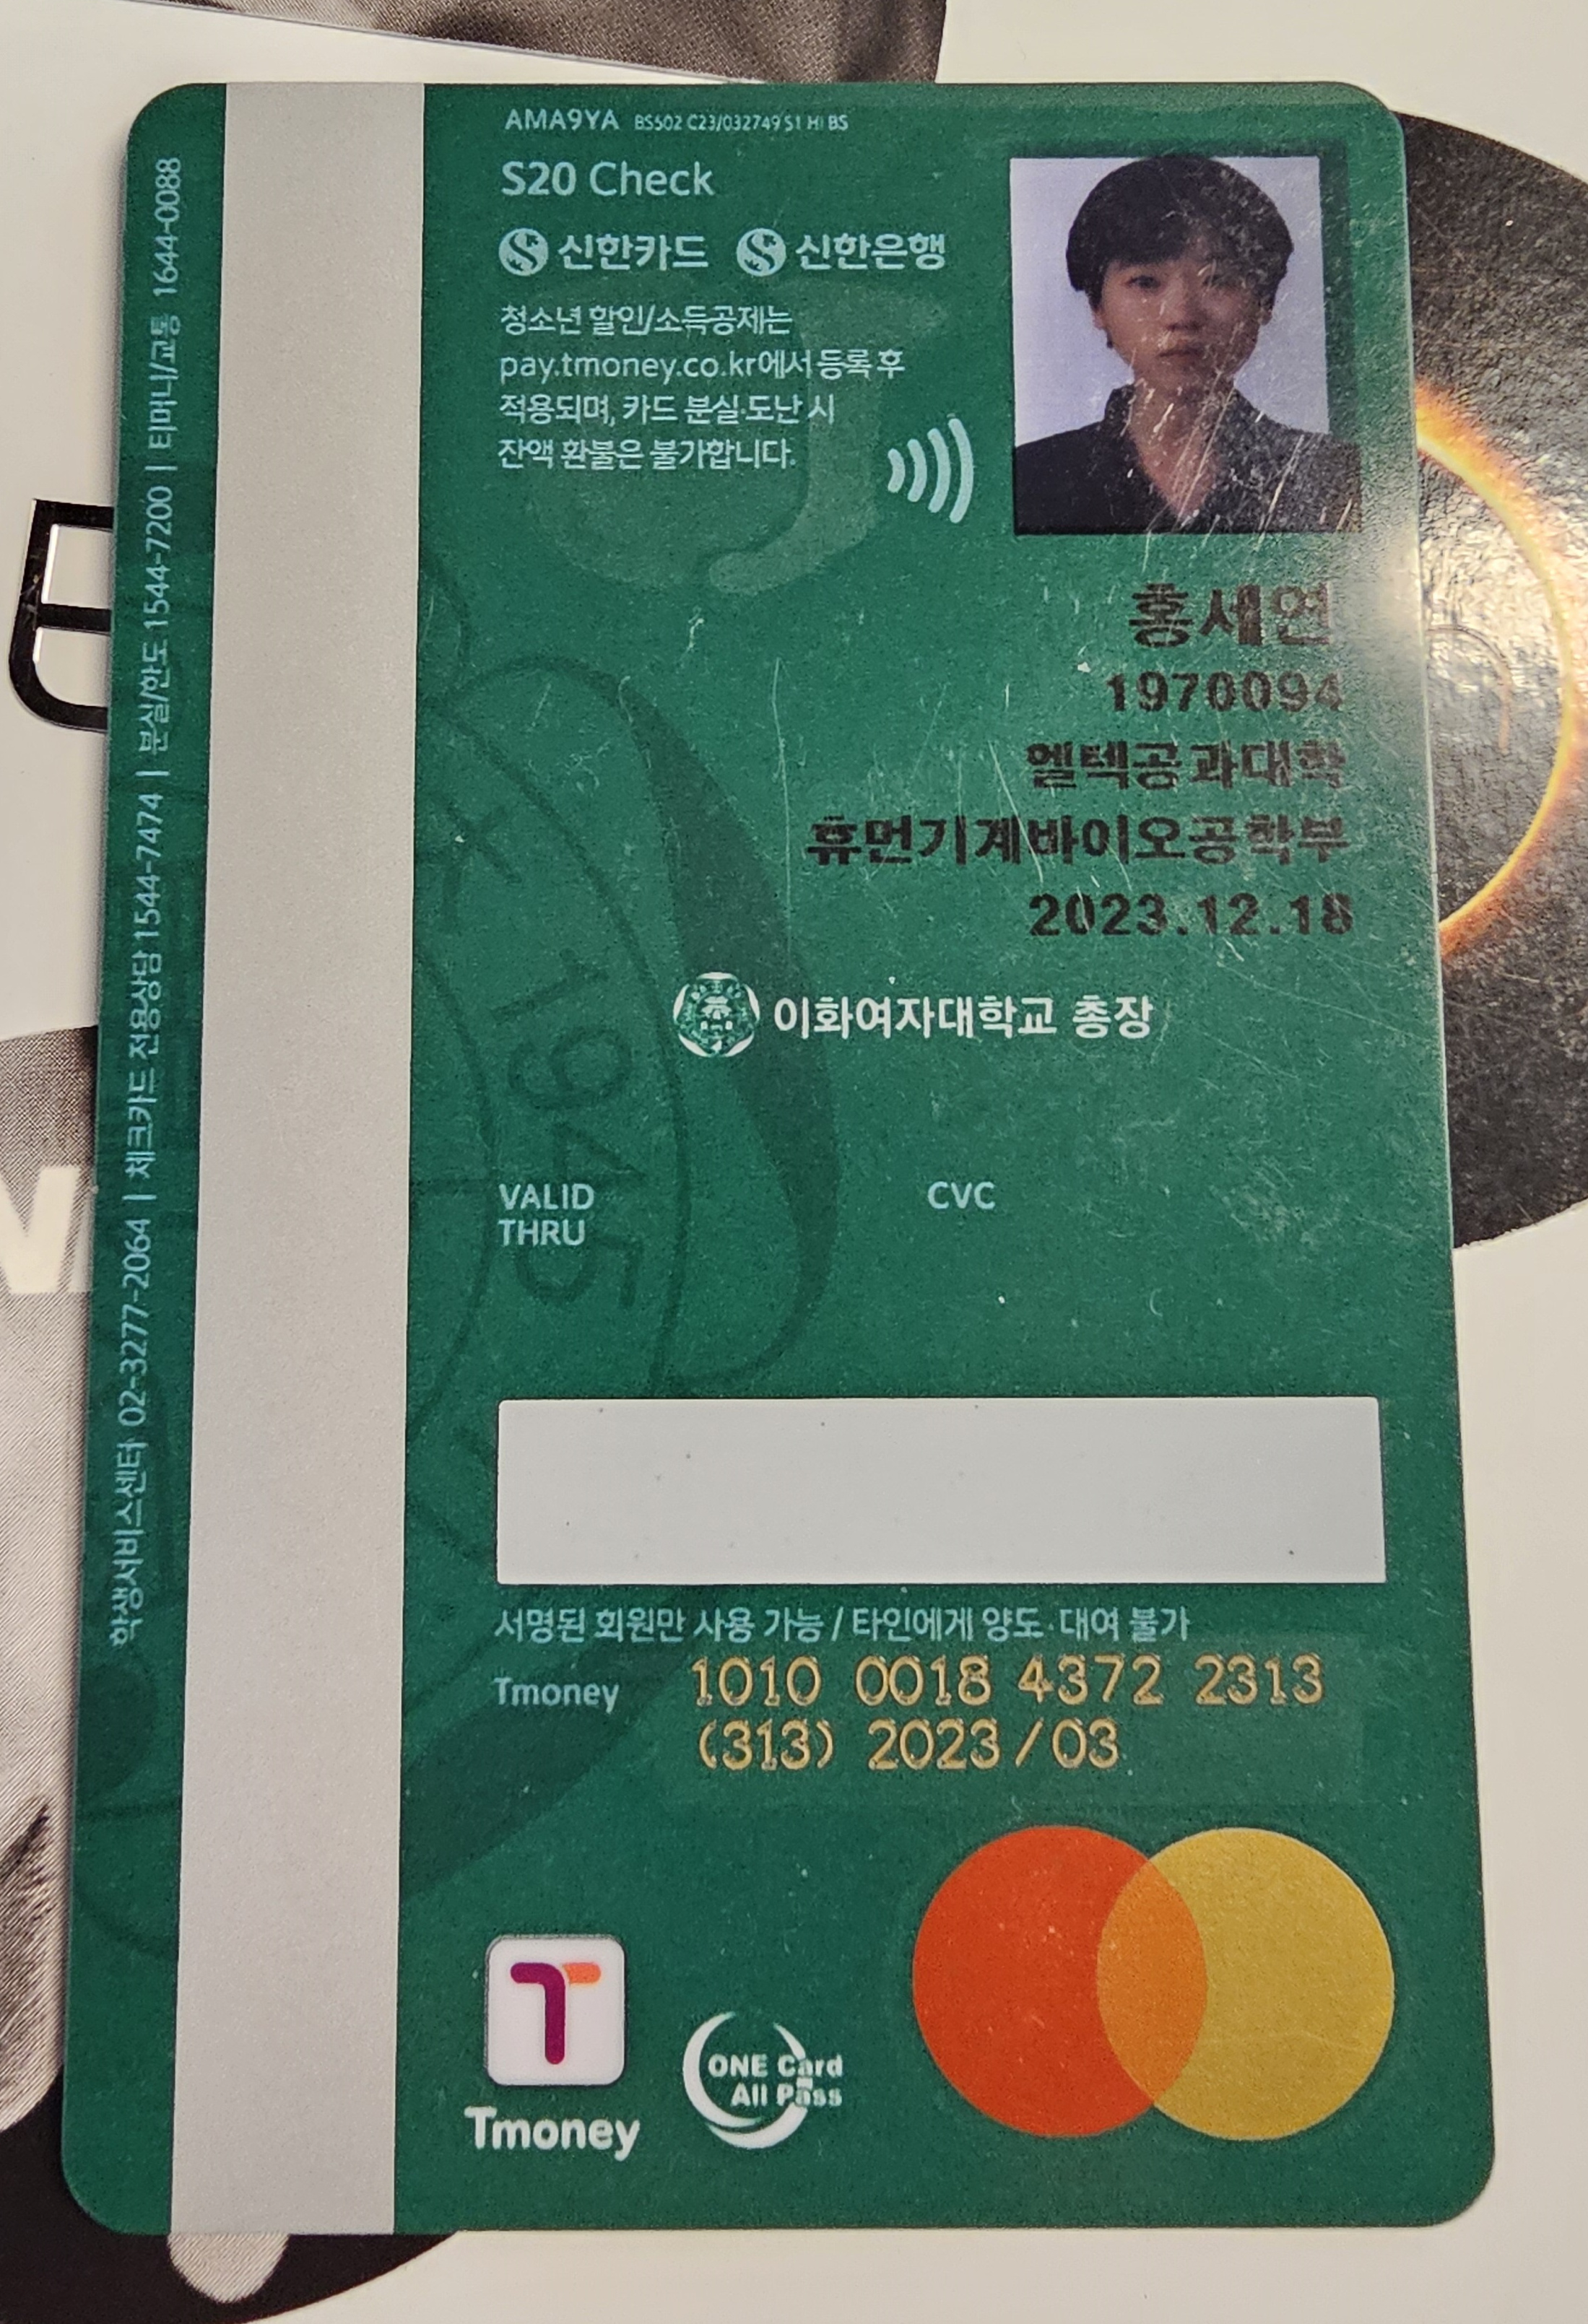 AMA9YA BS502 C23/032749 S1 Hi BS
S20 Check
신한카드 신한은행
청소년 할인/소득공제는
pay.tmoney.co.kr에서 등록 후
적용되며, 카드 분실·도난 시
잔액 환불은 불가합니다.
홍세연
1970094
엘텍공과대학
휴먼기계바이오공학부
2023.12.18
이화여자대학교 총장
1945
VALID
THRU
CVC
서명된 회원만 사용 가능 / 타인에게 양도·대여 불가
Tmoney 1010 0018 4372 2313
(313) 2023/03
Tmoney
ONE Card
All Pass
학생서비스센터 02-3277-2064 | 체크카드 전용상담 1544-7474 | 분실/한도 1544-7200 | 티머니/교통 1644-0088